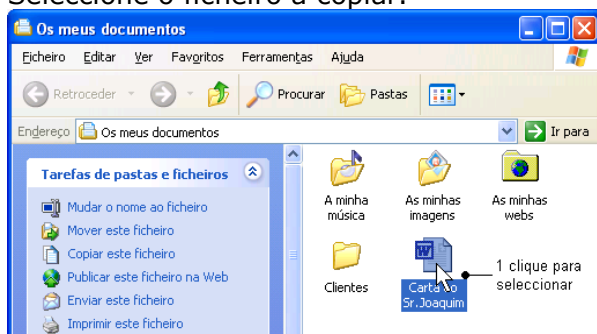 Seleccione o ficheiro a copiar:
Os meus documentos
Ficheiro Editar Ver Favoritos Ferramentas Ajuda
Retroceder Procurar Pastas
Endereço Os meus documentos Ir para
Tarefas de pastas e ficheiros
Mudar o nome ao ficheiro
Mover este ficheiro
Copiar este ficheiro
Publicar este ficheiro na Web
Enviar este ficheiro
Imprimir este ficheiro
A minha
música
As minhas
imagens
As minhas
webs
Clientes
Carta ao
Sr.Joaquim
1 clique para
seleccionar